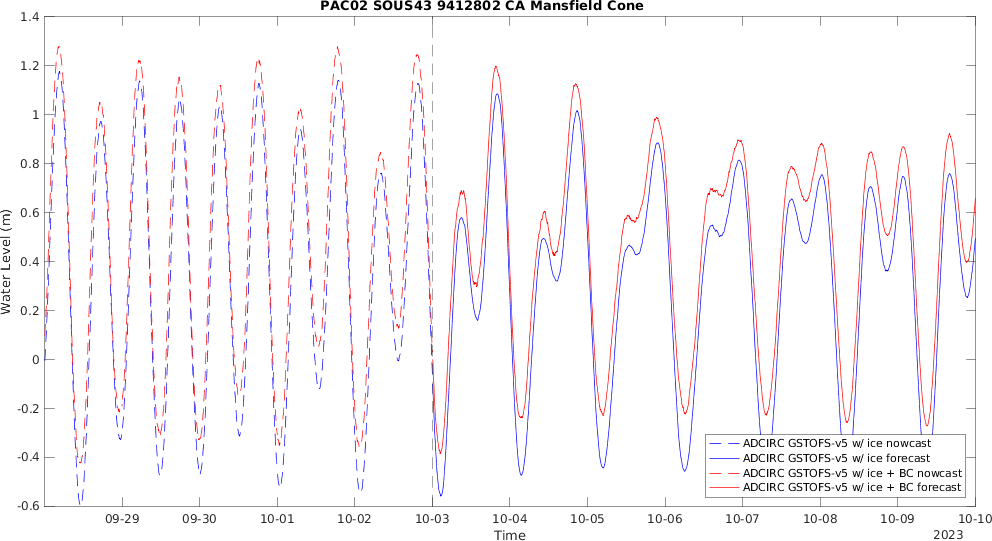 PAC02 SOUS43 9412802 CA Mansfield Cone
1.4
1.2
1
0.8
0.6
0.4
0.2
0
-0.2
-0.4
-0.6
Water Level (m)
ADCIRC GSTOFS-v5 w/ ice nowcast
ADCIRC GSTOFS-v5 w/ ice forecast
ADCIRC GSTOFS-v5 w/ ice + BC nowcast
ADCIRC GSTOFS-v5 w/ ice + BC forecast
09-29 09-30 10-01 10-02 10-03 10-04 10-05 10-06 10-07 10-08 10-09 10-10
Time
2023